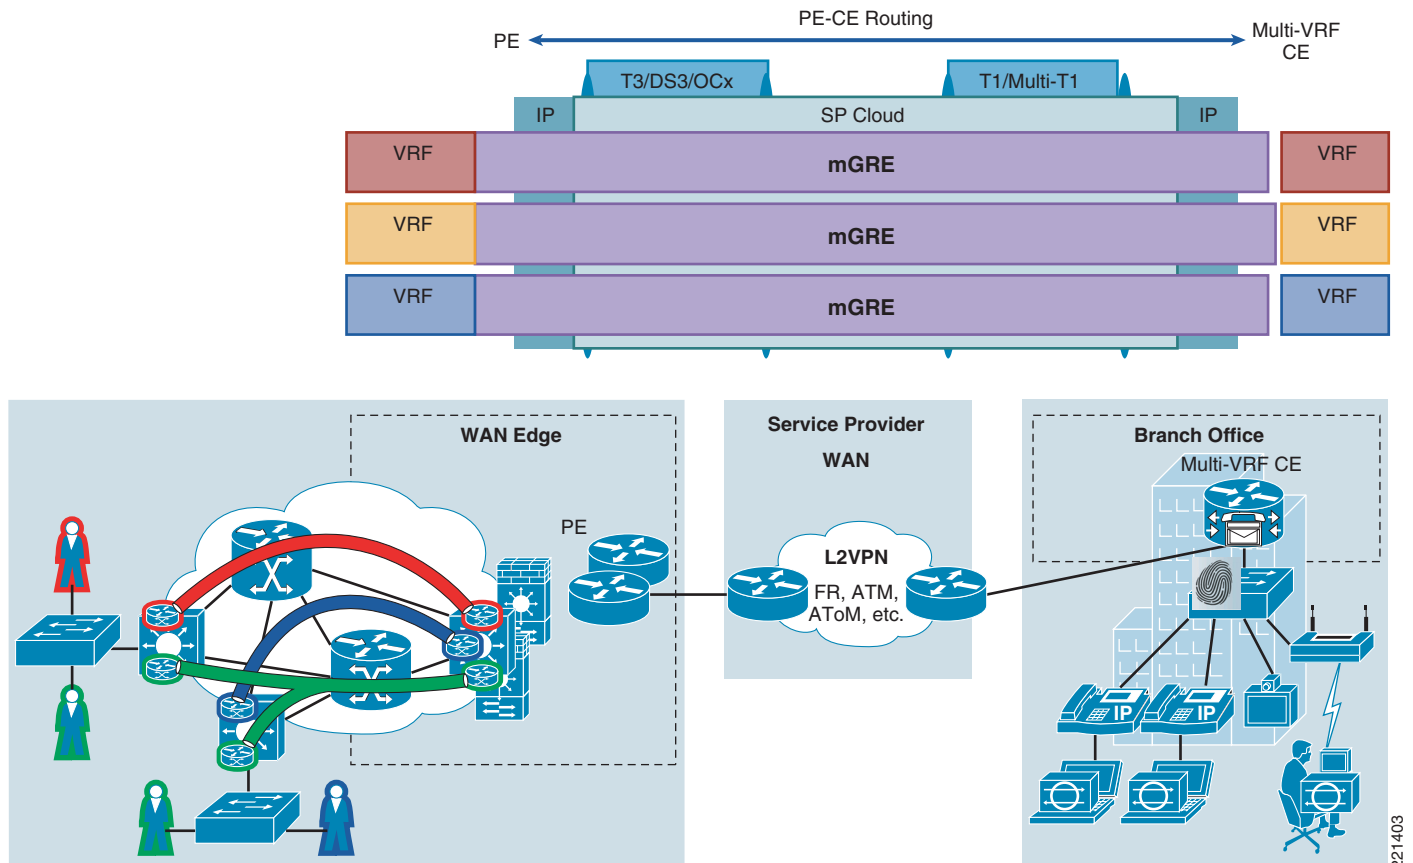 PE-CE Routing
PE
Multi-VRF
CE
T3/DS3/OCx
T1/Multi-T1
IP
SP Cloud
IP
VRF
mGRE
VRF
VRF
mGRE
VRF
VRF
mGRE
VRF
WAN Edge
PE
Service Provider
WAN
L2VPN
FR, ATM,
AToM, etc.
Branch Office
Multi-VRF CE
IP
IP
221403